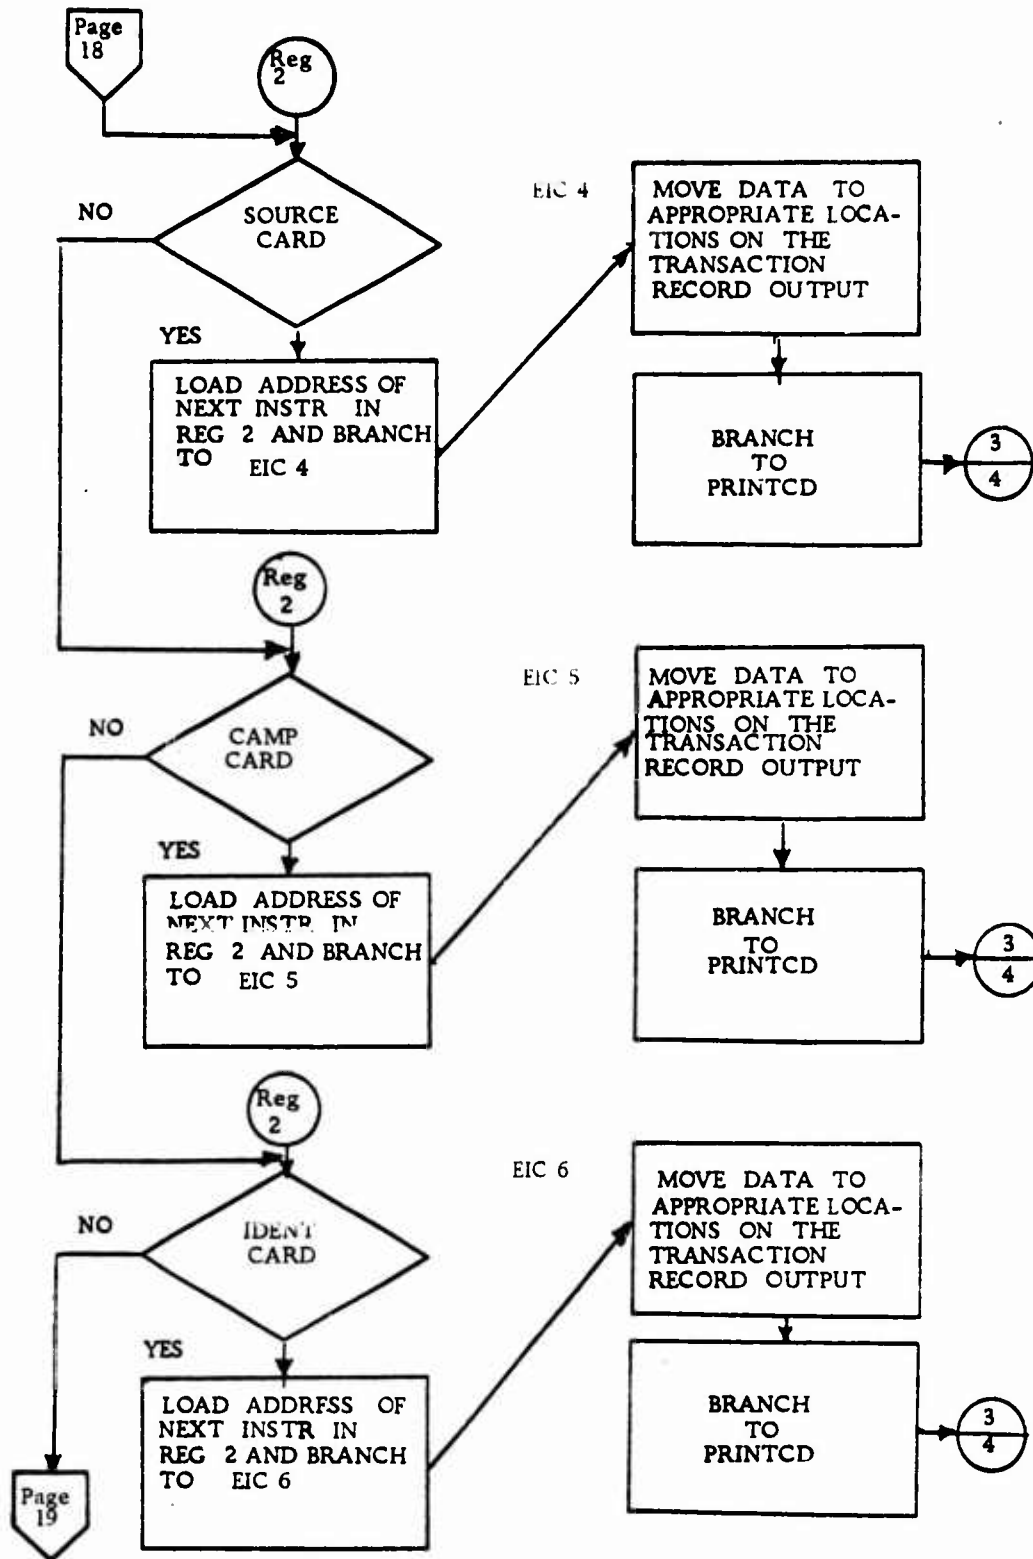 Page
18
Reg
2
NO
SOURCE
CARD
YES
LOAD ADDRESS OF
NEXT INSTR IN
REG 2 AND BRANCH
TO EIC 4
EIC 4
MOVE DATA TO
APPROPRIATE LOCA-
TIONS ON THE
TRANSACTION
RECORD OUTPUT
BRANCH
TO
PRINTCD
3
4
Reg
2
NO
CAMP
CARD
YES
LOAD ADDRESS OF
NEXT INSTR IN
REG 2 AND BRANCH
TO EIC 5
EIC 5
MOVE DATA TO
APPROPRIATE LOCA-
TIONS ON THE
TRANSACTION
RECORD OUTPUT
BRANCH
TO
PRINTCD
3
4
Reg
2
NO
IDENT
CARD
YES
LOAD ADDRESS OF
NEXT INSTR IN
REG 2 AND BRANCH
TO EIC 6
EIC 6
MOVE DATA TO
APPROPRIATE LOCA-
TIONS ON THE
TRANSACTION
RECORD OUTPUT
BRANCH
TO
PRINTCD
3
4
Page
19